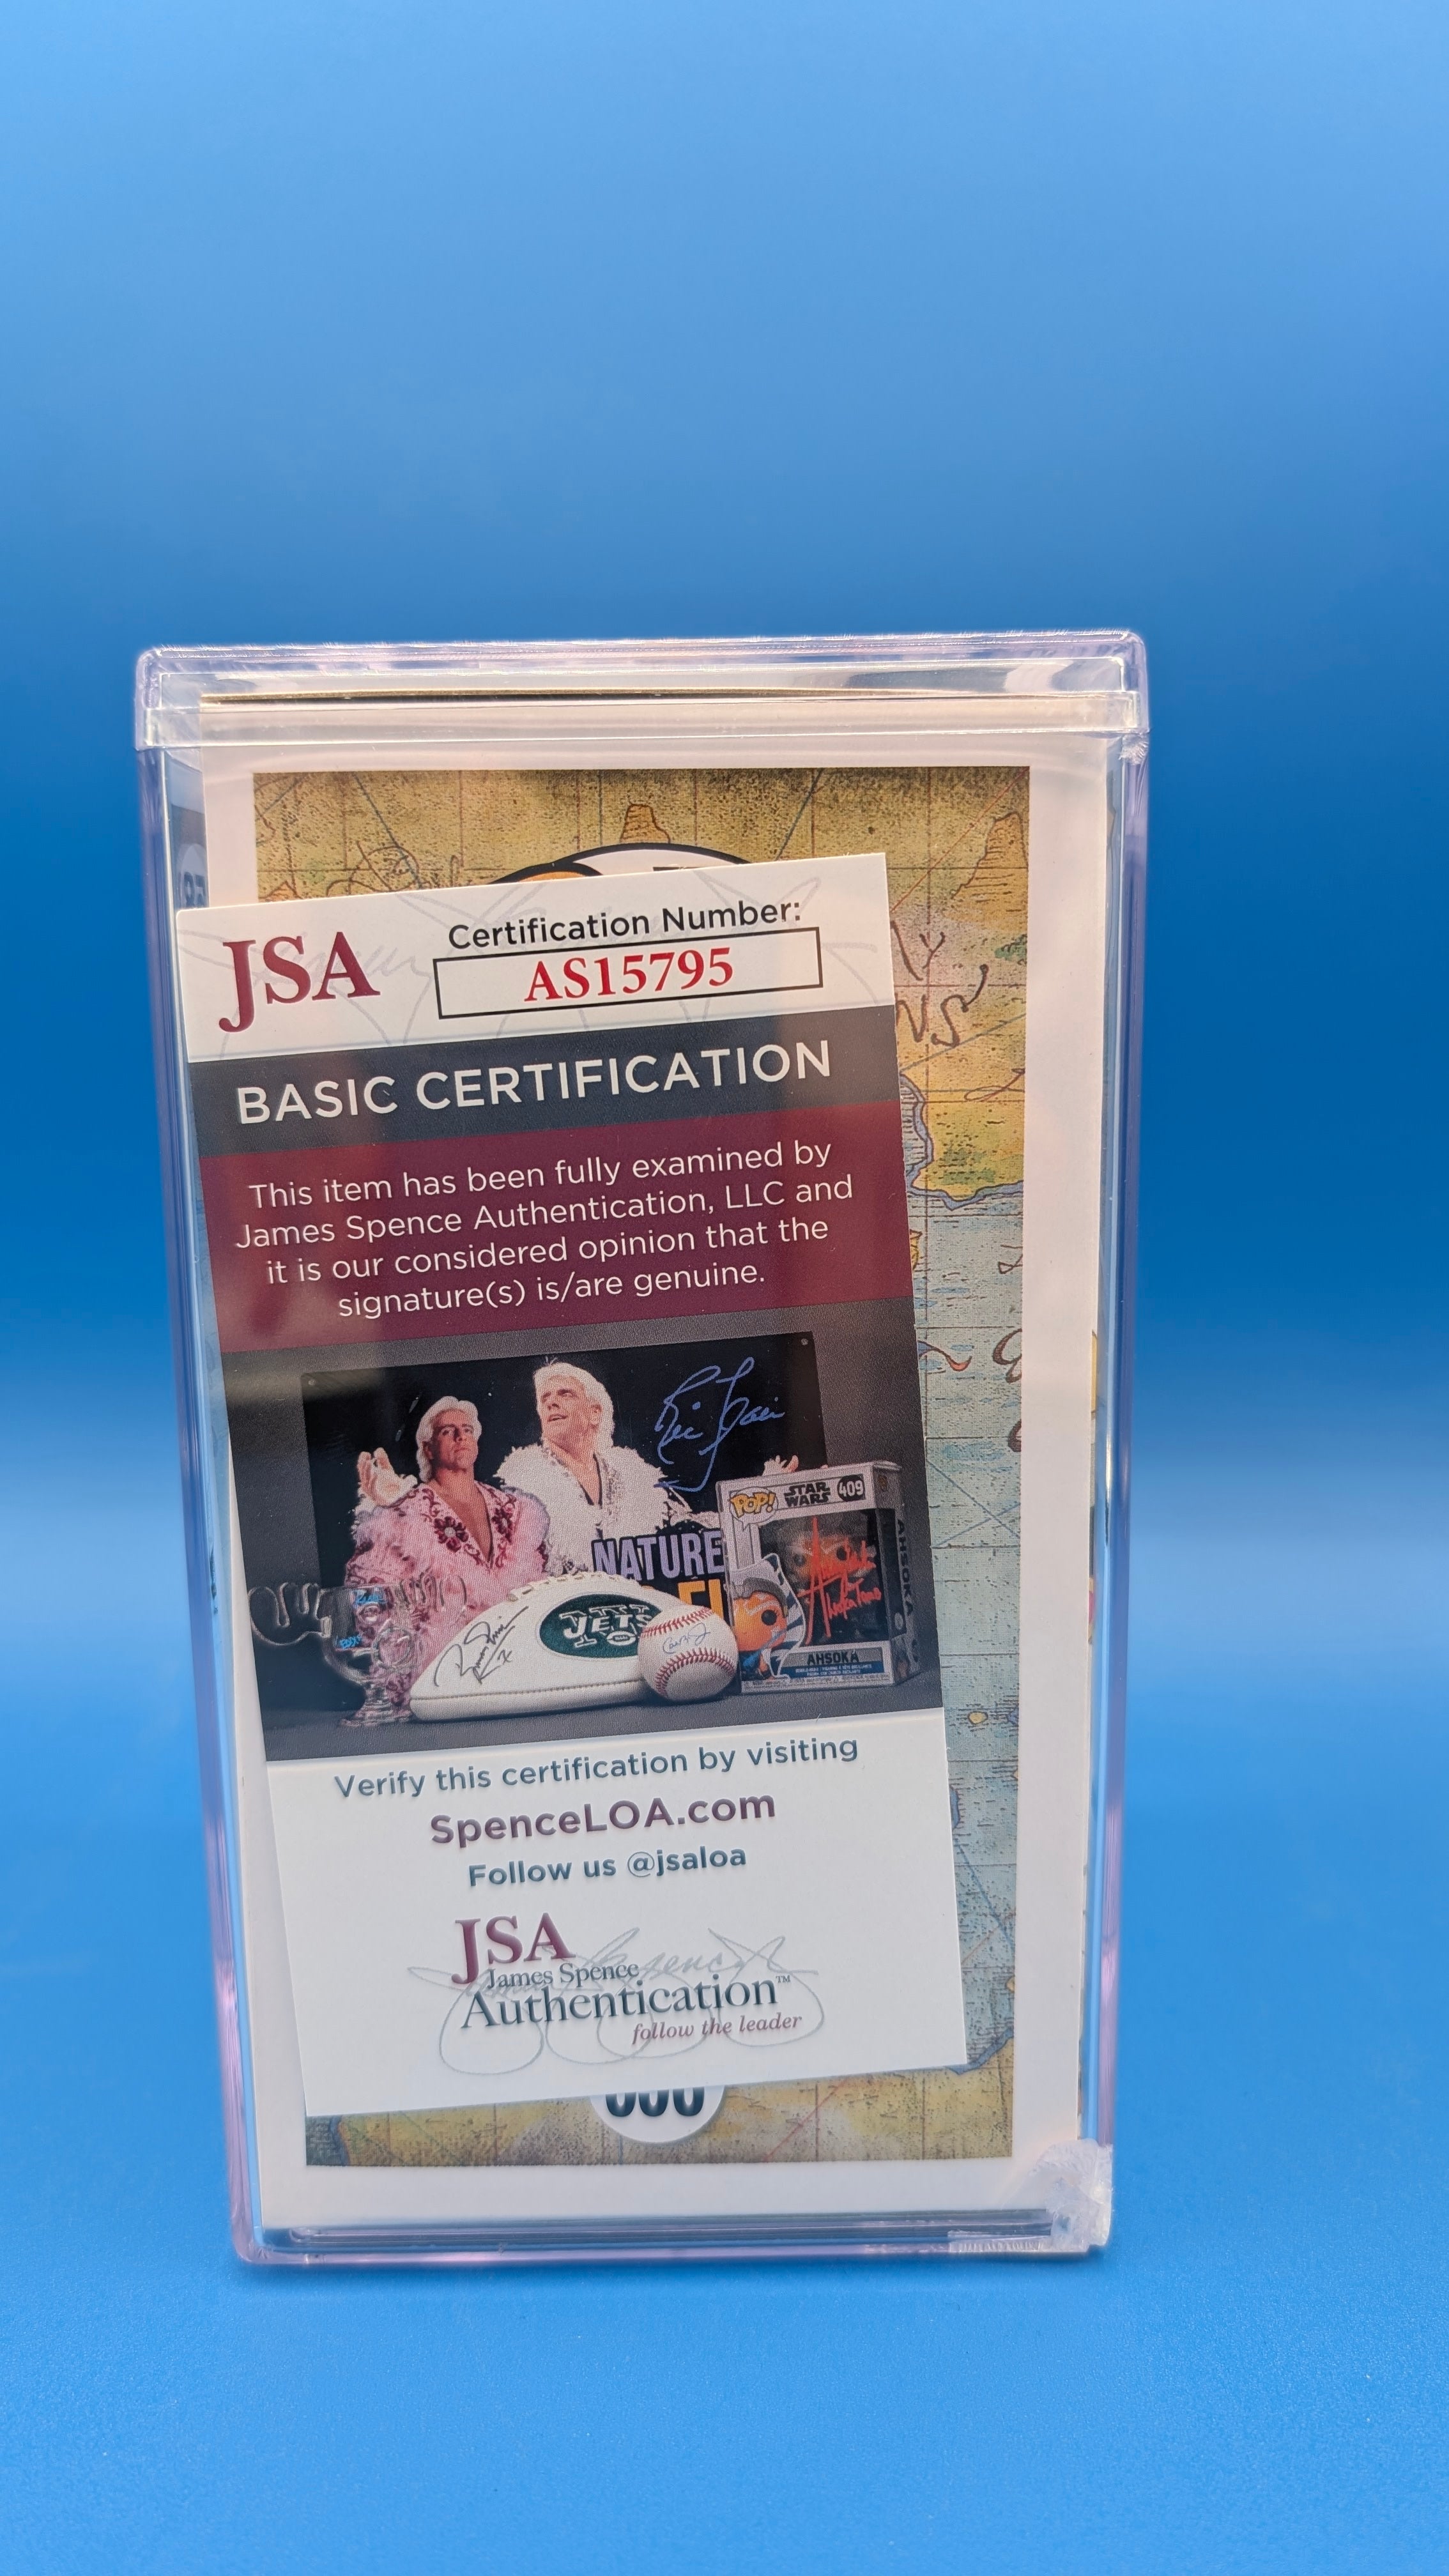 JSA
Certification Number:
AS15795
BASIC CERTIFICATION
This item has been fully examined by
James Spence Authentication, LLC and
it is our considered opinion that the
signature(s) is/are genuine.
NATURE
POP!
STAR
WARS
409
AHSOKA
AHSOKA
JETS
Verify this certification by visiting
SpenceLOA.com
Follow us @jsaloa
JSA
James Spence
Authentication™
follow the leader